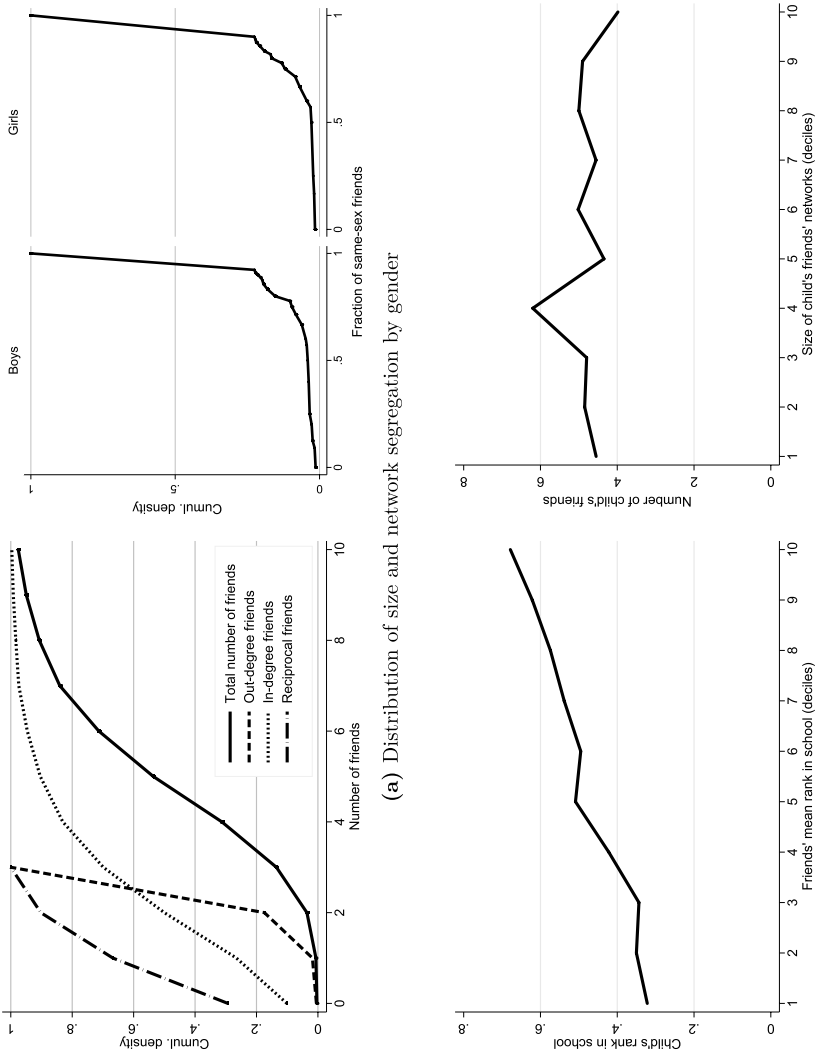 Cumul. density
0 .2 .4 .6 .8 1
0 2 4 6 8 10
Number of friends
Total number of friends
Out-degree friends
In-degree friends
Reciprocal friends
Boys
Girls
Cumul. density
0 .5 1
0 .5 1
0 .5 1
Fraction of same-sex friends
(a) Distribution of size and network segregation by gender
Child's rank in school
.2 .4 .6 .8
1 2 3 4 5 6 7 8 9 10
Friends' mean rank in school (deciles)
Number of child's friends
0 2 4 6 8
1 2 3 4 5 6 7 8 9 10
Size of child's friends' networks (deciles)